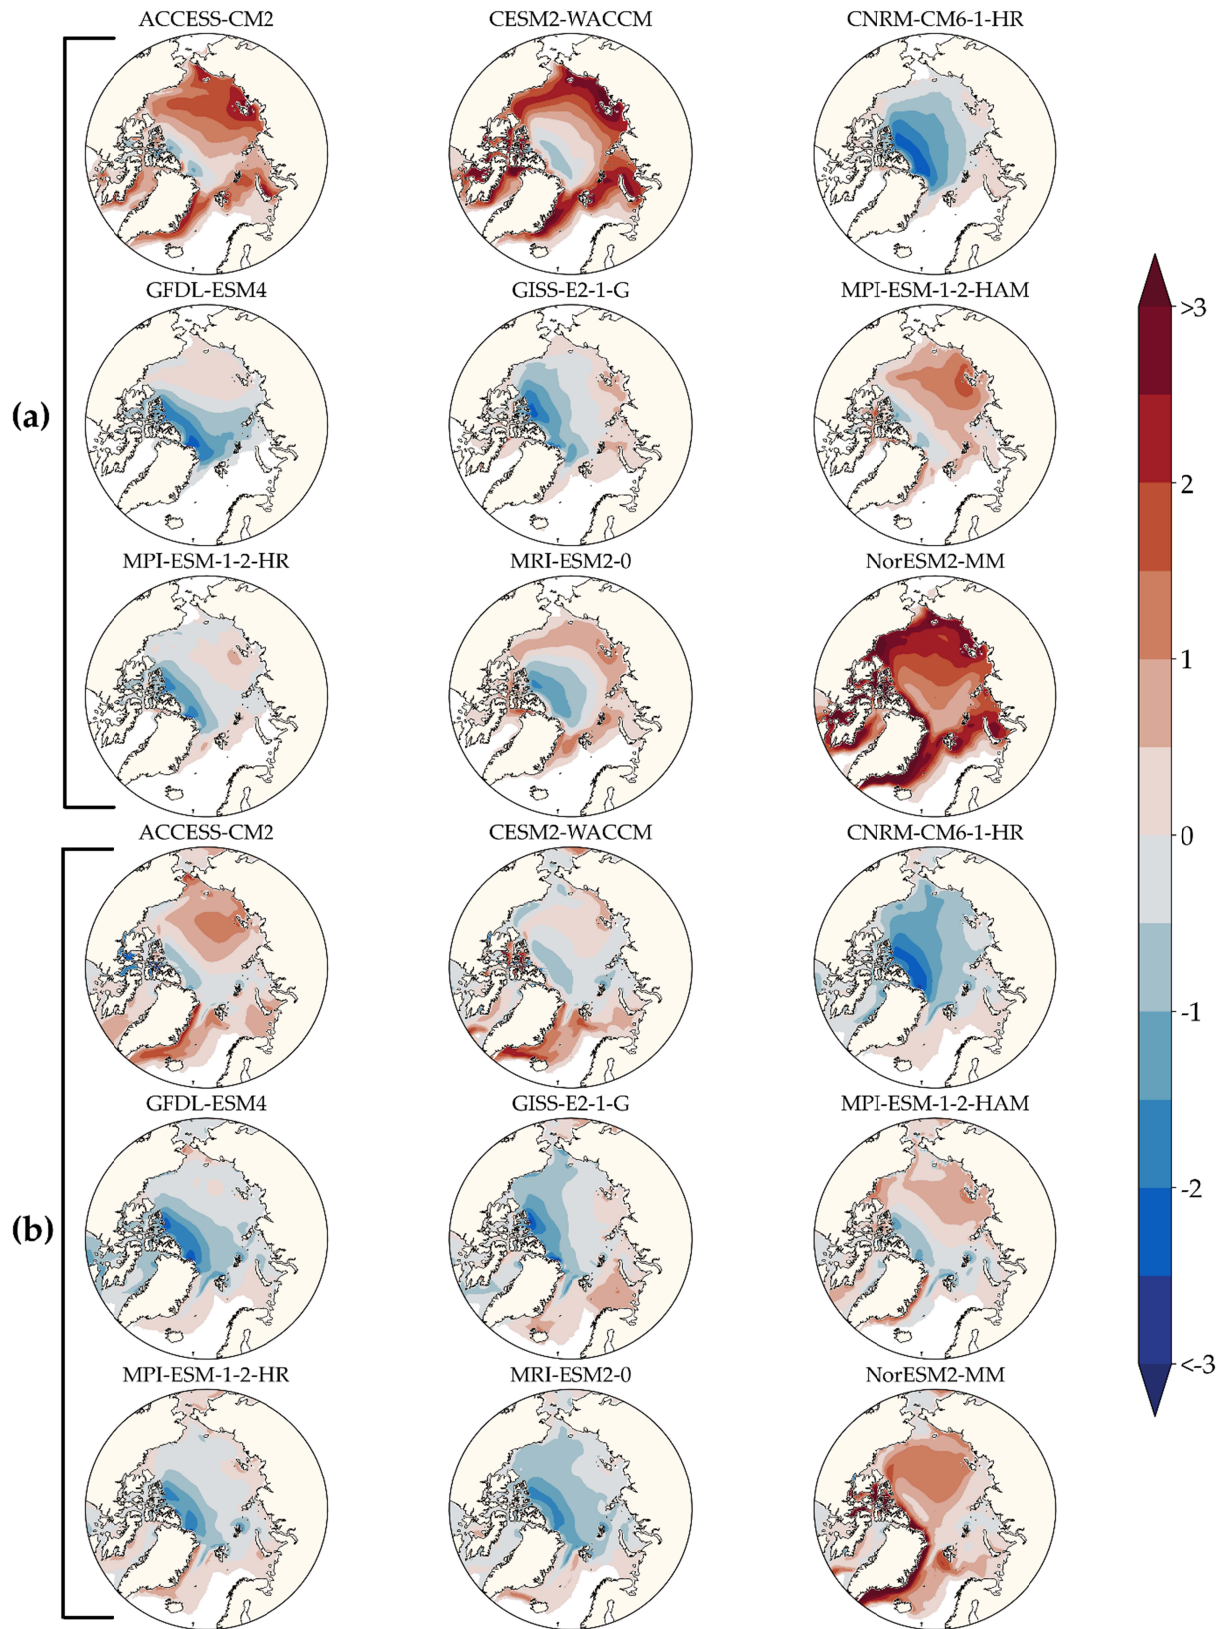 ACCESS-CM2 CESM2-WACCM CNRM-CM6-1-HR
GFDL-ESM4 GISS-E2-1-G MPI-ESM-1-2-HAM
(a)
MPI-ESM-1-2-HR MRI-ESM2-0 NorESM2-MM
ACCESS-CM2 CESM2-WACCM CNRM-CM6-1-HR
GFDL-ESM4 GISS-E2-1-G MPI-ESM-1-2-HAM
(b)
MPI-ESM-1-2-HR MRI-ESM2-0 NorESM2-MM
>3
2
1
0
-1
-2
<-3